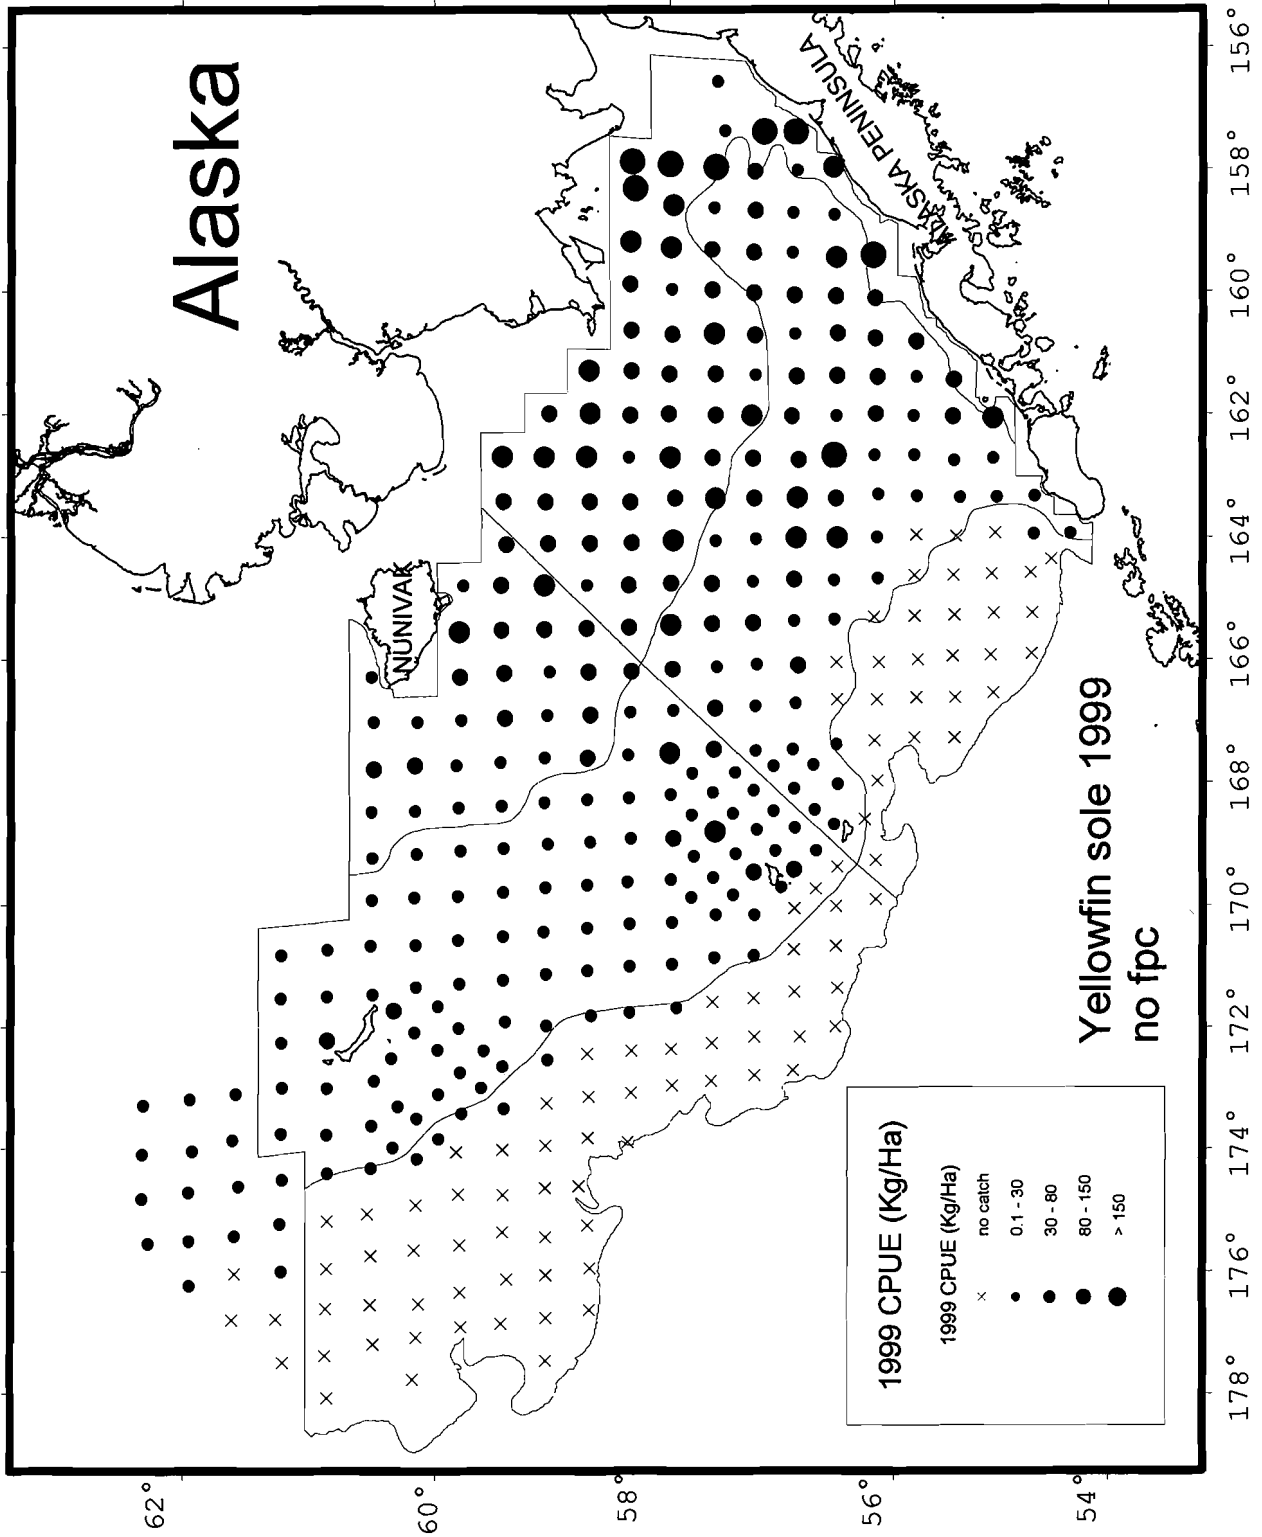 Alaska
NUNIVAK
ASKA PENINSULA
Yellowfin sole 1999
no fpc
1999 CPUE (Kg/Ha)
1999 CPUE (Kg/Ha)
no catch
0.1 - 30
30 - 80
80 - 150
> 150
62°
60°
58°
56°
54°
178°
176°
174°
172°
170°
168°
166°
164°
162°
160°
158°
156°